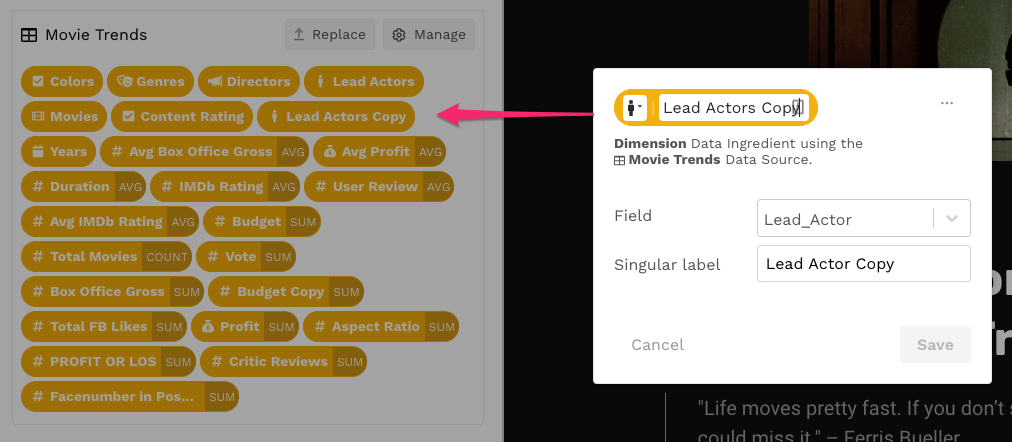 Movie Trends Replace Manage
Colors Genres Directors Lead Actors
Movies Content Rating Lead Actors Copy
Years # Avg Box Office Gross AVG Avg Profit AVG
# Duration AVG # IMDb Rating AVG # User Review AVG
# Avg IMDb Rating AVG # Budget SUM
# Total Movies COUNT # Vote SUM
# Box Office Gross SUM # Budget Copy SUM
# Total FB Likes SUM Profit SUM # Aspect Ratio SUM
# PROFIT OR LOS SUM # Critic Reviews SUM
# Facenumber in Pos... SUM
Lead Actors Copy
...
Dimension Data Ingredient using the
Movie Trends Data Source.
Field Lead_Actor
Singular label Lead Actor Copy
Cancel Save
"Life moves pretty fast. If you don't
could miss it." – Ferris Bueller